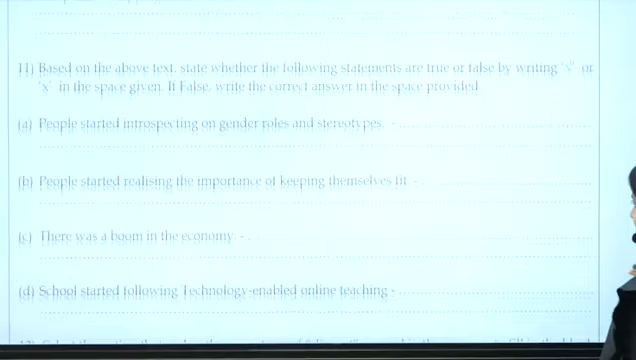 11) Based on the above text, state whether the following statements are true or false by writing '√' or
'x' in the space given. If False, write the correct answer in the space provided
(a) People started introspecting on gender roles and stereotypes. -
(b) People started realising the importance of keeping themselves fit. -
(c) There was a boom in the economy. -
(d) School started following Technology-enabled online teaching -